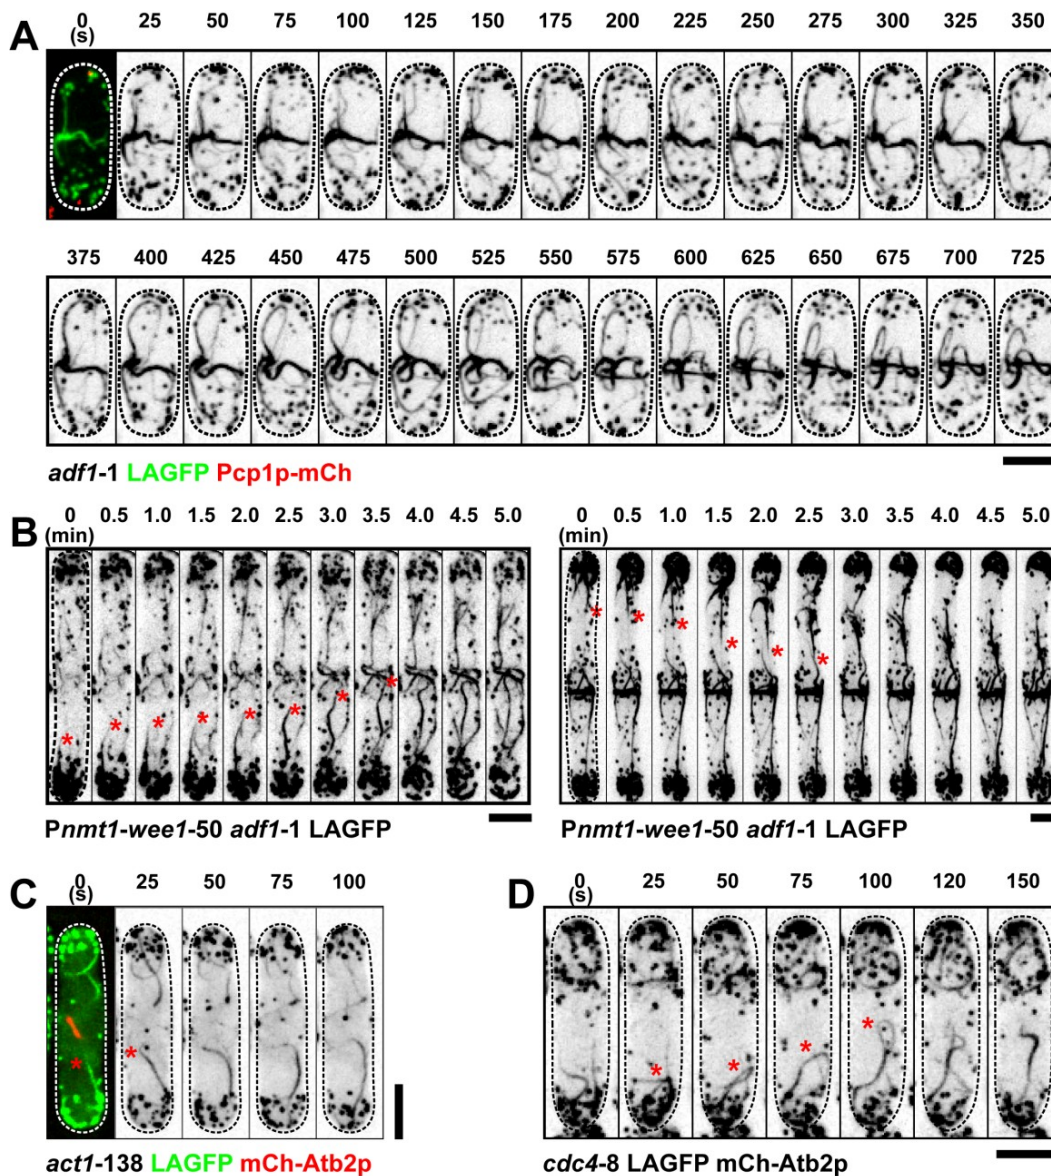 A
0 25 50 75 100 125 150 175 200 225 250 275 300 325 350
(s)
375 400 425 450 475 500 525 550 575 600 625 650 675 700 725
adf1-1 LAGFP Pcp1p-mCh
B
0 0.5 1.0 1.5 2.0 2.5 3.0 3.5 4.0 4.5 5.0
(min)
* * * * * * * *
Pnmt1-wee1-50 adf1-1 LAGFP
0 0.5 1.0 1.5 2.0 2.5 3.0 3.5 4.0 4.5 5.0
(min)
* * * * * *
Pnmt1-wee1-50 adf1-1 LAGFP
C
0 25 50 75 100
(s)
* *
act1-138 LAGFP mCh-Atb2p
D
0 25 50 75 100 120 150
(s)
* * * *
cdc4-8 LAGFP mCh-Atb2p